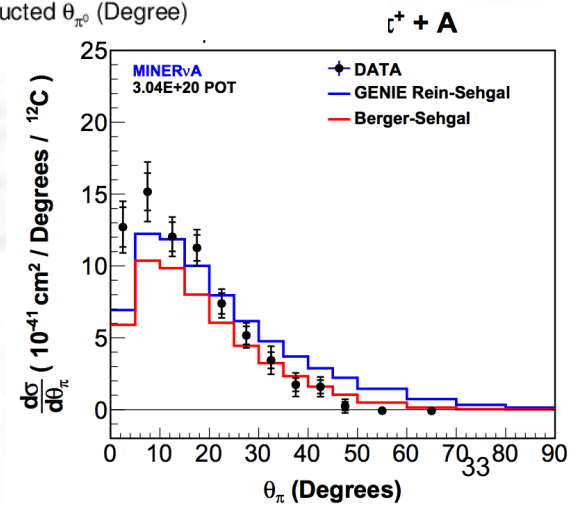 ucted θπ⁰ (Degree)
τ⁺ + A
MINERνA
3.04E+20 POT
DATA
GENIE Rein-Sehgal
Berger-Sehgal
dσ/dθπ ( 10⁻⁴¹ cm² / Degrees / ¹²C )
25
20
15
10
5
0
0 10 20 30 40 50 60 70 80 90
33
θπ (Degrees)